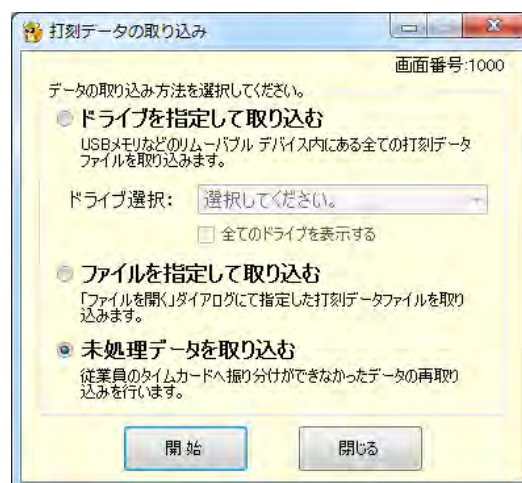 打刻データの取り込み
画面番号:1000
データの取り込み方法を選択してください。
ドライブを指定して取り込む
USBメモリなどのリムーバブル デバイス内にある全ての打刻データ
ファイルを取り込みます。
ドライブ選択:
選択してください。
全てのドライブを表示する
ファイルを指定して取り込む
「ファイルを開く」ダイアログにて指定した打刻データファイルを取り
込みます。
未処理データを取り込む
従業員のタイムカードへ振り分けができなかったデータの再取り
込みを行います。
開始
閉じる